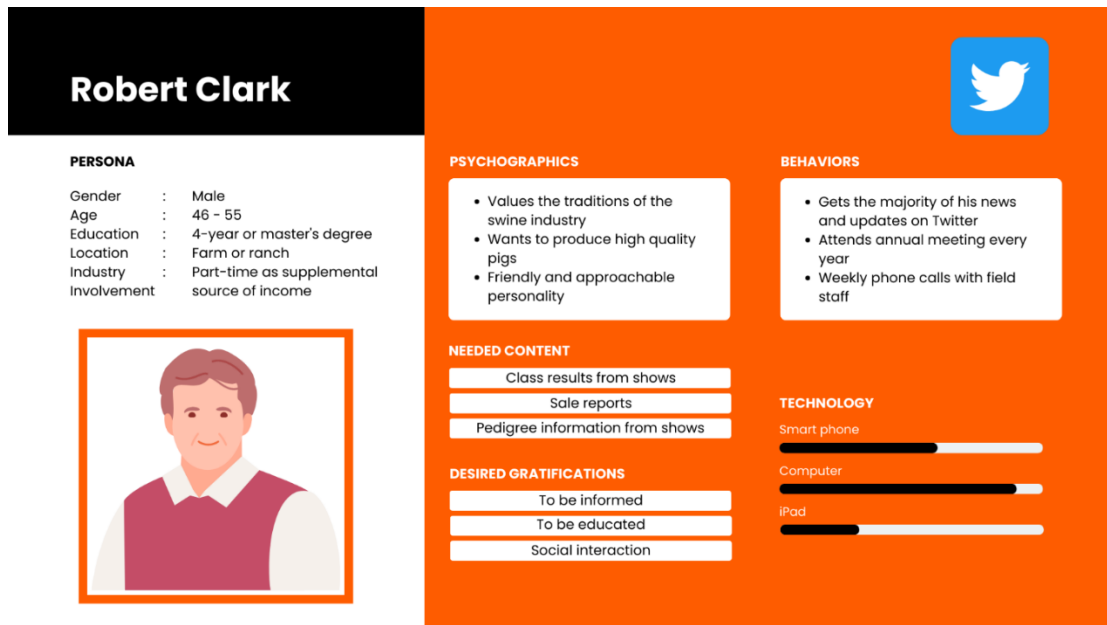 Robert Clark
PERSONA
Gender : Male
Age : 46 - 55
Education : 4-year or master's degree
Location : Farm or ranch
Industry : Part-time as supplemental
Involvement source of income
PSYCHOGRAPHICS
• Values the traditions of the
swine industry
• Wants to produce high quality
pigs
• Friendly and approachable
personality
BEHAVIORS
• Gets the majority of his news
and updates on Twitter
• Attends annual meeting every
year
• Weekly phone calls with field
staff
NEEDED CONTENT
Class results from shows
Sale reports
Pedigree information from shows
DESIRED GRATIFICATIONS
To be informed
To be educated
Social interaction
TECHNOLOGY
Smart phone
Computer
iPad